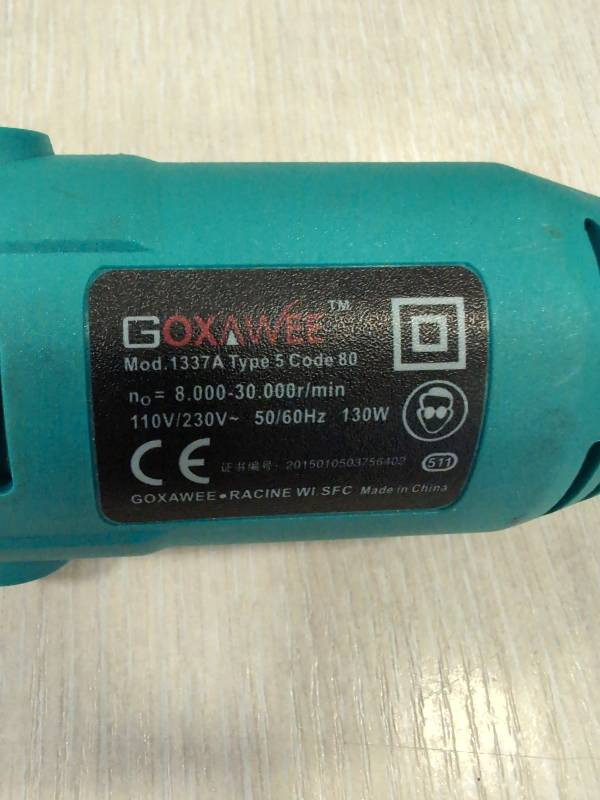 GOXAWEE™
Mod.1337A Type 5 Code 80
no= 8.000-30.000r/min
110V/230V~ 50/60Hz 130W
CE 证书编号: 2015010503756402 511
GOXAWEE•RACINE WI.SFC Made in China